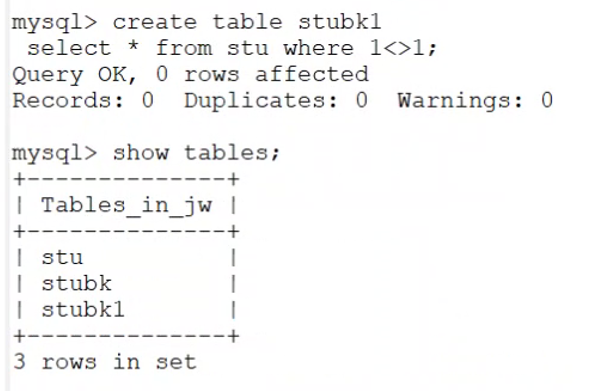 mysql> create table stubk1
 select * from stu where 1<>1;
Query OK, 0 rows affected
Records: 0  Duplicates: 0  Warnings: 0

mysql> show tables;
+--------------+
| Tables_in_jw |
+--------------+
| stu          |
| stubk        |
| stubk1       |
+--------------+
3 rows in set